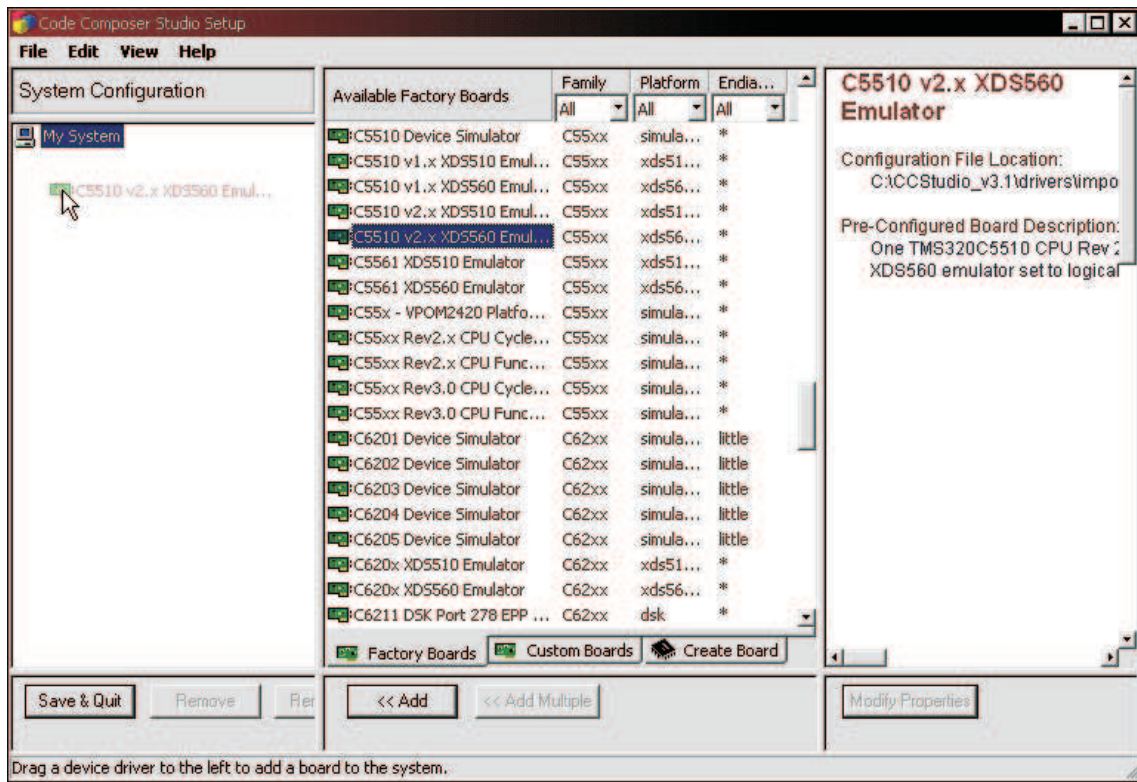 Code Composer Studio Setup
File Edit View Help
System Configuration
My System
C5510 v2.x XDS560 Emul...
Available Factory Boards Family Platform Endia...
All All All
C5510 Device Simulator C55xx simula... *
C5510 v1.x XDS510 Emul... C55xx xds51... *
C5510 v1.x XDS560 Emul... C55xx xds56... *
C5510 v2.x XDS510 Emul... C55xx xds51... *
C5510 v2.x XDS560 Emul... C55xx xds56... *
C5561 XDS510 Emulator C55xx xds51... *
C5561 XDS560 Emulator C55xx xds56... *
C55x - VPOM2420 Platfo... C55xx simula... *
C55xx Rev2.x CPU Cycle... C55xx simula... *
C55xx Rev2.x CPU Func... C55xx simula... *
C55xx Rev3.0 CPU Cycle... C55xx simula... *
C55xx Rev3.0 CPU Func... C55xx simula... *
C6201 Device Simulator C62xx simula... little
C6202 Device Simulator C62xx simula... little
C6203 Device Simulator C62xx simula... little
C6204 Device Simulator C62xx simula... little
C6205 Device Simulator C62xx simula... little
C620x XDS510 Emulator C62xx xds51... *
C620x XDS560 Emulator C62xx xds56... *
C6211 DSK Port 278 EPP ... C62xx dsk *
Factory Boards Custom Boards Create Board
C5510 v2.x XDS560
Emulator
Configuration File Location:
C:\CCStudio_v3.1\drivers\impo
Pre-Configured Board Description:
One TMS320C5510 CPU Rev 2
XDS560 emulator set to logical
Save & Quit Remove Rer
<< Add << Add Multiple
Modify Properties
Drag a device driver to the left to add a board to the system.